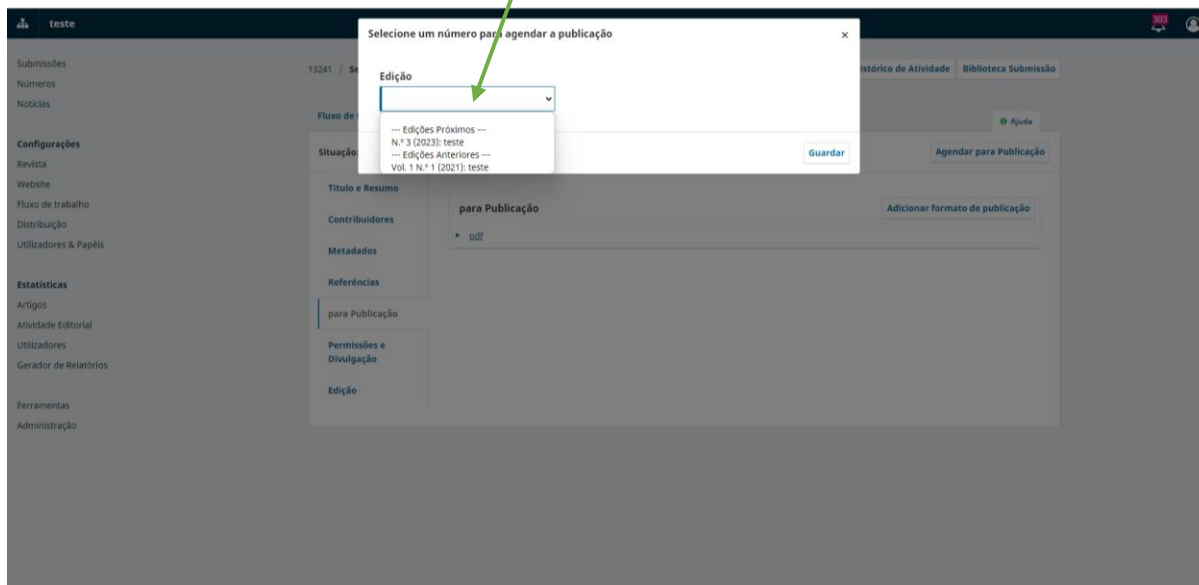 teste
303
Submissões
Números
Notícias
Configurações
Revista
Website
Fluxo de trabalho
Distribuição
Utilizadores & Papéis
Estatísticas
Artigos
Atividade Editorial
Utilizadores
Gerador de Relatórios
Ferramentas
Administração
Selecione um número para agendar a publicação
×
Edição
--- Edições Próximos ---
N.º 3 (2023): teste
--- Edições Anteriores ---
Vol. 1 N.º 1 (2021): teste
Guardar
13241 / Se
istórico de Atividade Biblioteca Submissão
Fluxo de
Ajuda
Situação:
Agendar para Publicação
Título e Resumo
Contribuidores
Metadados
Referências
para Publicação
Permissões e
Divulgação
Edição
para Publicação Adicionar formato de publicação
pdf